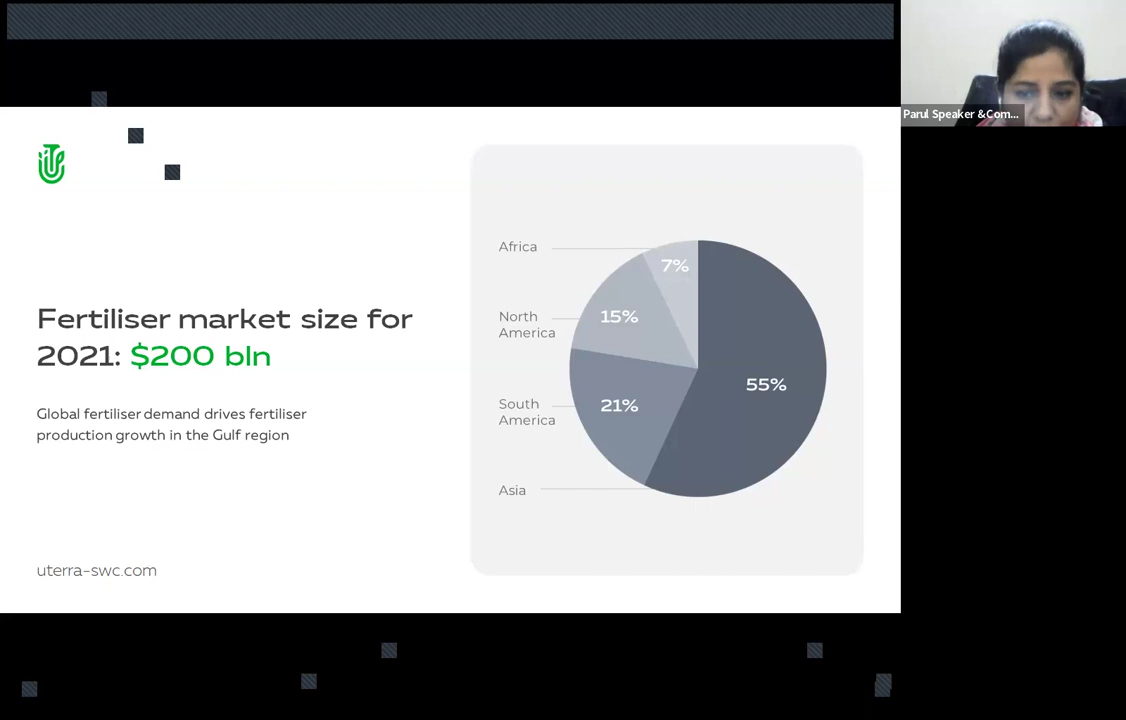 Parul Speaker &Com...
Fertiliser market size for
2021: $200 bln
Global fertiliser demand drives fertiliser
production growth in the Gulf region
uterra-swc.com
Africa
7%
North
America
15%
55%
South
America
21%
Asia